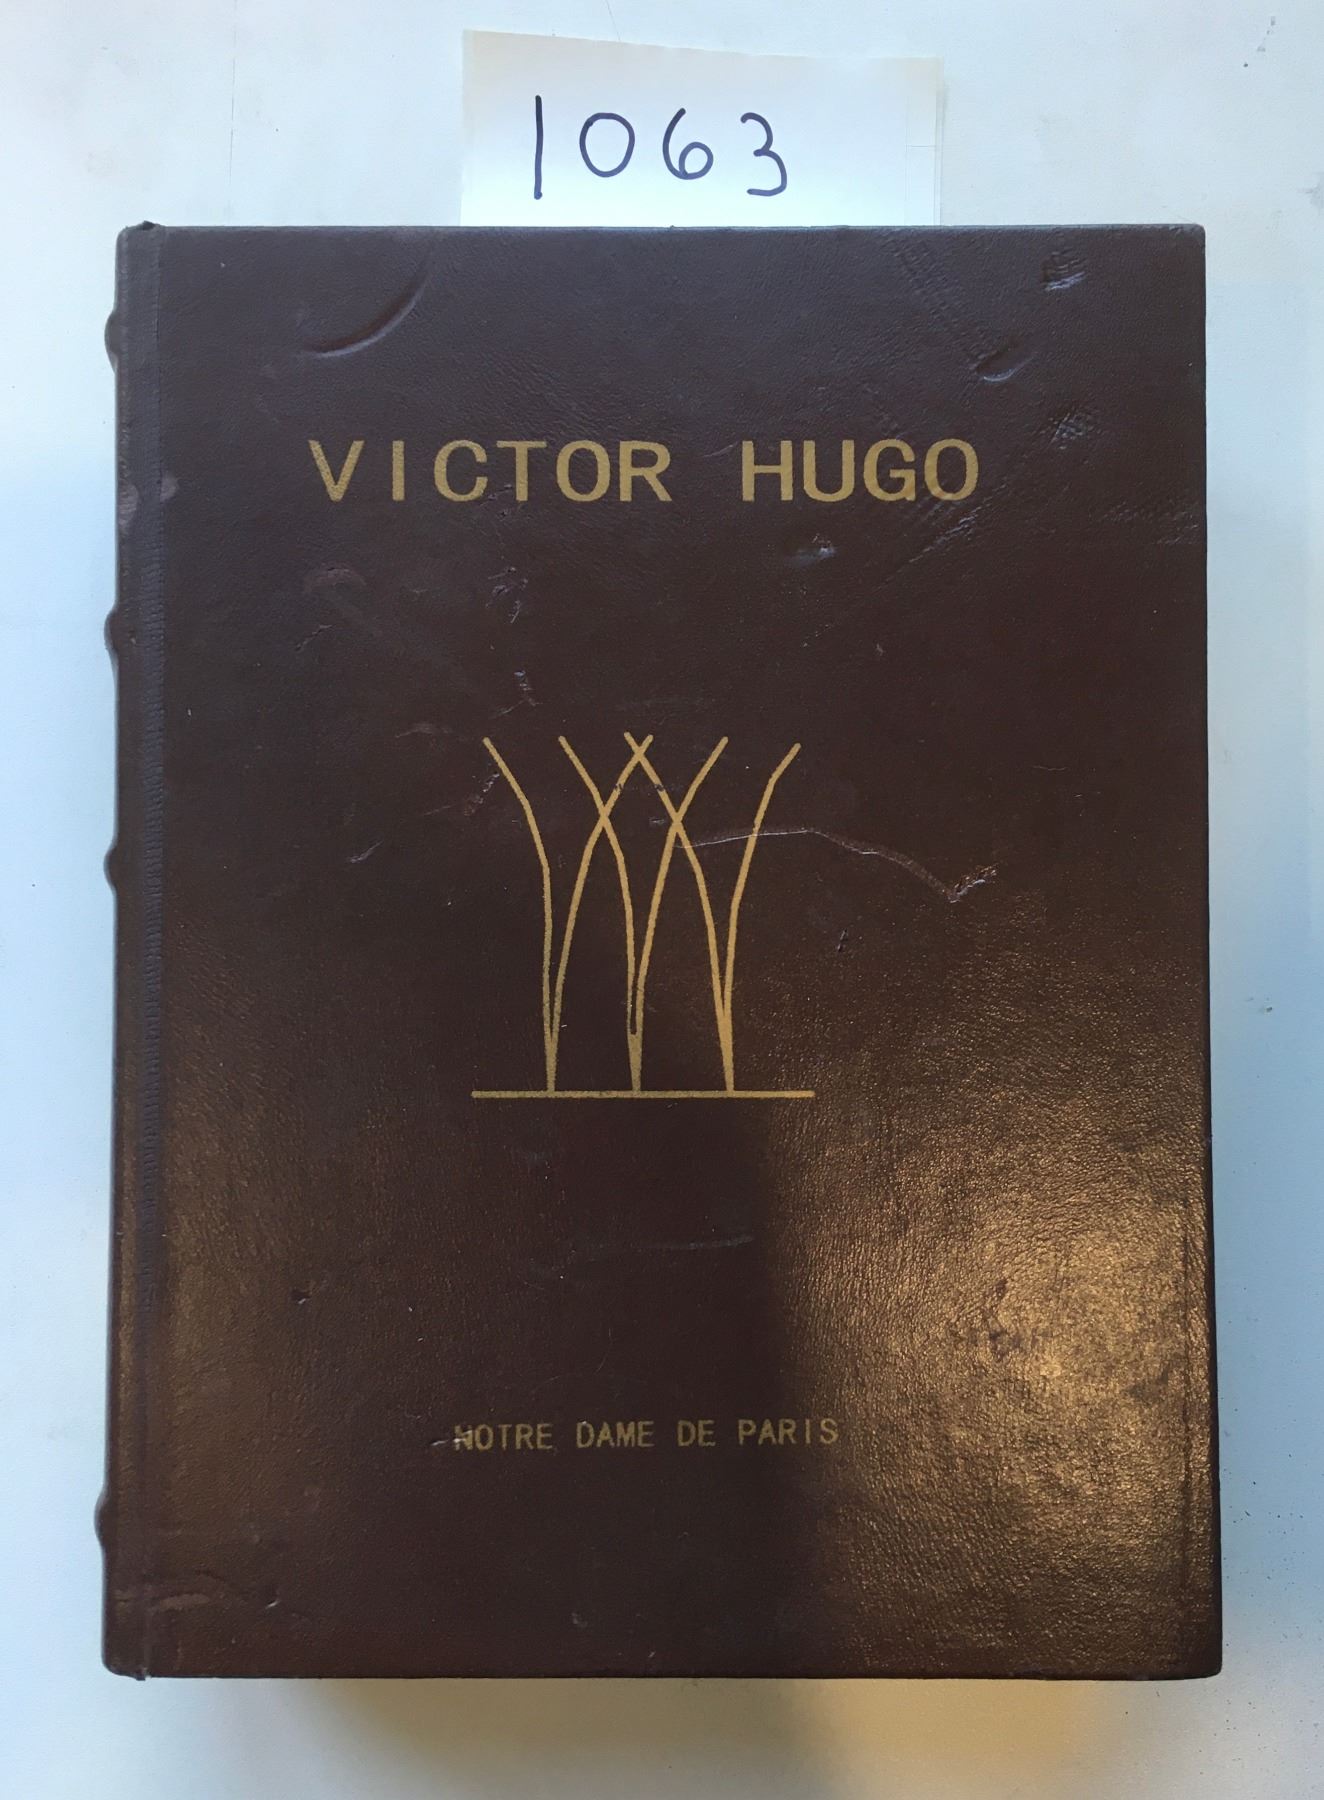 1063
VICTOR HUGO
NOTRE DAME DE PARIS